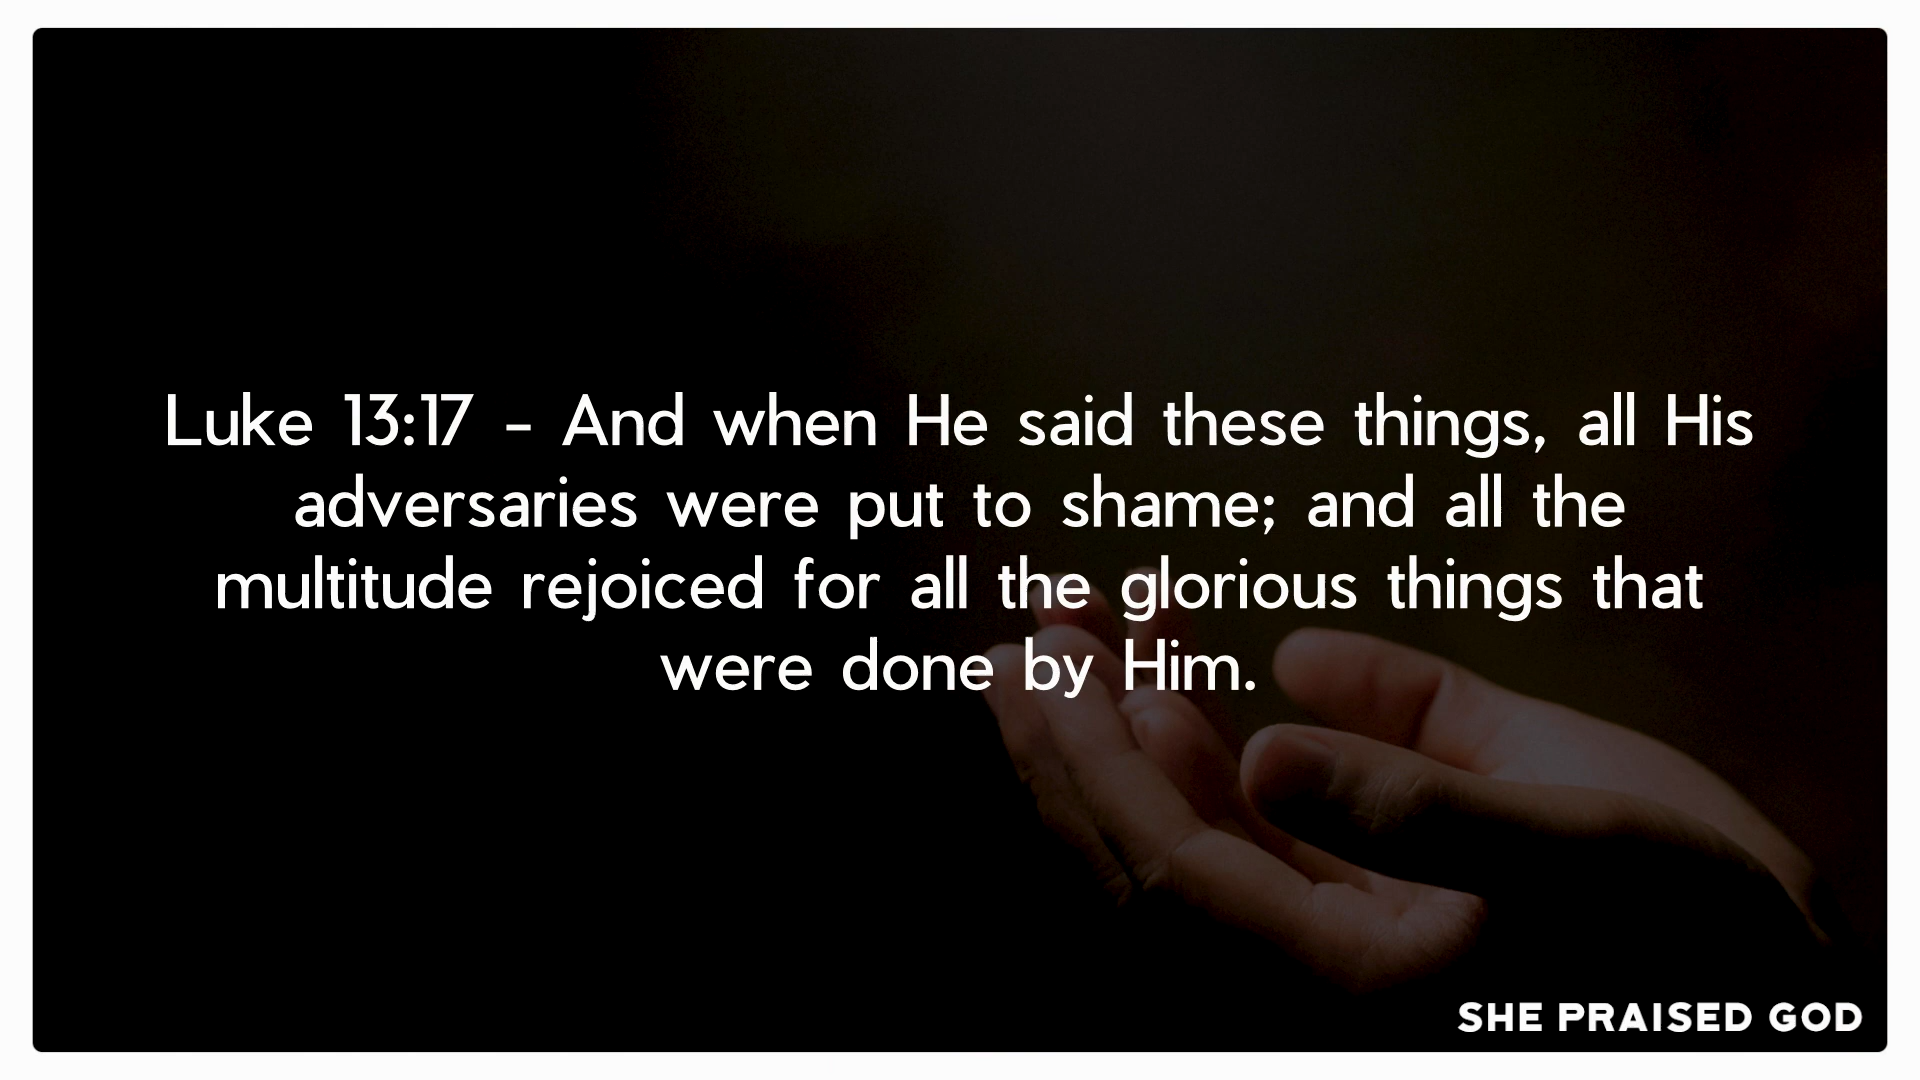 Luke 13:17 - And when He said these things, all His
adversaries were put to shame; and all the
multitude rejoiced for all the glorious things that
were done by Him.
SHE PRAISED GOD